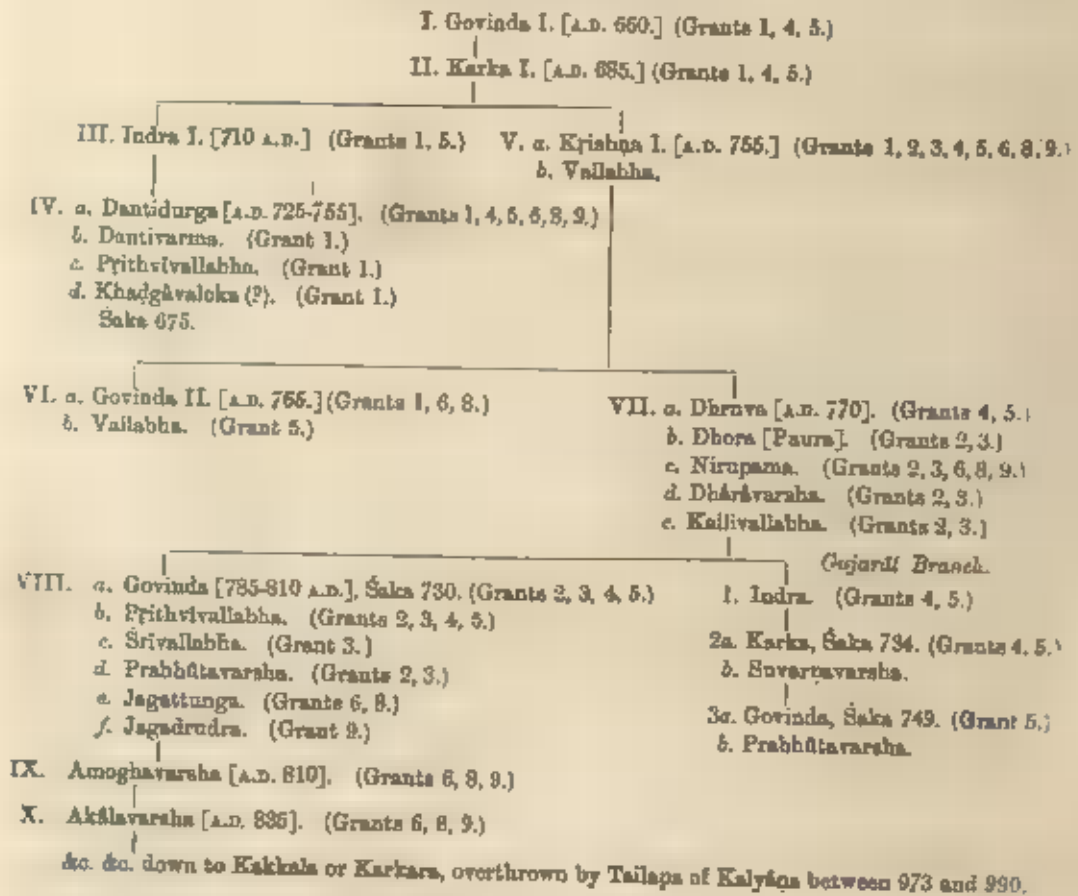 I. Govinda I. [A.D. 660.] (Grants 1, 4, 5.)
II. Karka I. [A.D. 685.] (Grants 1, 4, 5.)
III. Indra I. [710 A.D.] (Grants 1, 5.)
V. a. Kṛishṇa I. [A.D. 755.] (Grants 1, 2, 3, 4, 5, 6, 8, 9.)
b. Vallabha.
IV. a. Dantidurga [A.D. 725-755]. (Grants 1, 4, 5, 6, 8, 9.)
b. Dantivarma. (Grant 1.)
c. Pṛithvîvallabha. (Grant 1.)
d. Khaḍgâvaloka (?). (Grant 1.)
Śaka 675.
VI. a. Govinda II. [A.D. 765.] (Grants 1, 6, 8.)
b. Vallabha. (Grant 5.)
VII. a. Dhruva [A.D. 770]. (Grants 4, 5.)
b. Dhora [Paura]. (Grants 2, 3.)
c. Nirupama. (Grants 2, 3, 6, 8, 9.)
d. Dhârâvarsha. (Grants 2, 3.)
e. Kallivallabha. (Grants 2, 3.)
Gujarât Branch.
VIII. a. Govinda [785-810 A.D.], Śaka 730. (Grants 2, 3, 4, 5.)
b. Pṛithvîvallabha. (Grants 2, 3, 4, 5.)
c. Śrîvallabha. (Grant 3.)
d. Prabhûtavarsha. (Grants 2, 3.)
e. Jagattunga. (Grants 6, 8.)
f. Jagadrudra. (Grant 9.)
1. Indra. (Grants 4, 5.)
2a. Karka, Śaka 734. (Grants 4, 5.)
b. Suvarṇavarsha.
3a. Govinda, Śaka 749. (Grant 5.)
b. Prabhûtavarsha.
IX. Amoghavarsha [A.D. 810]. (Grants 6, 8, 9.)
X. Akâlavarsha [A.D. 835]. (Grants 6, 8, 9.)
&c. &c. down to Kakkala or Karkara, overthrown by Tailapa of Kalyâṇa between 973 and 990.